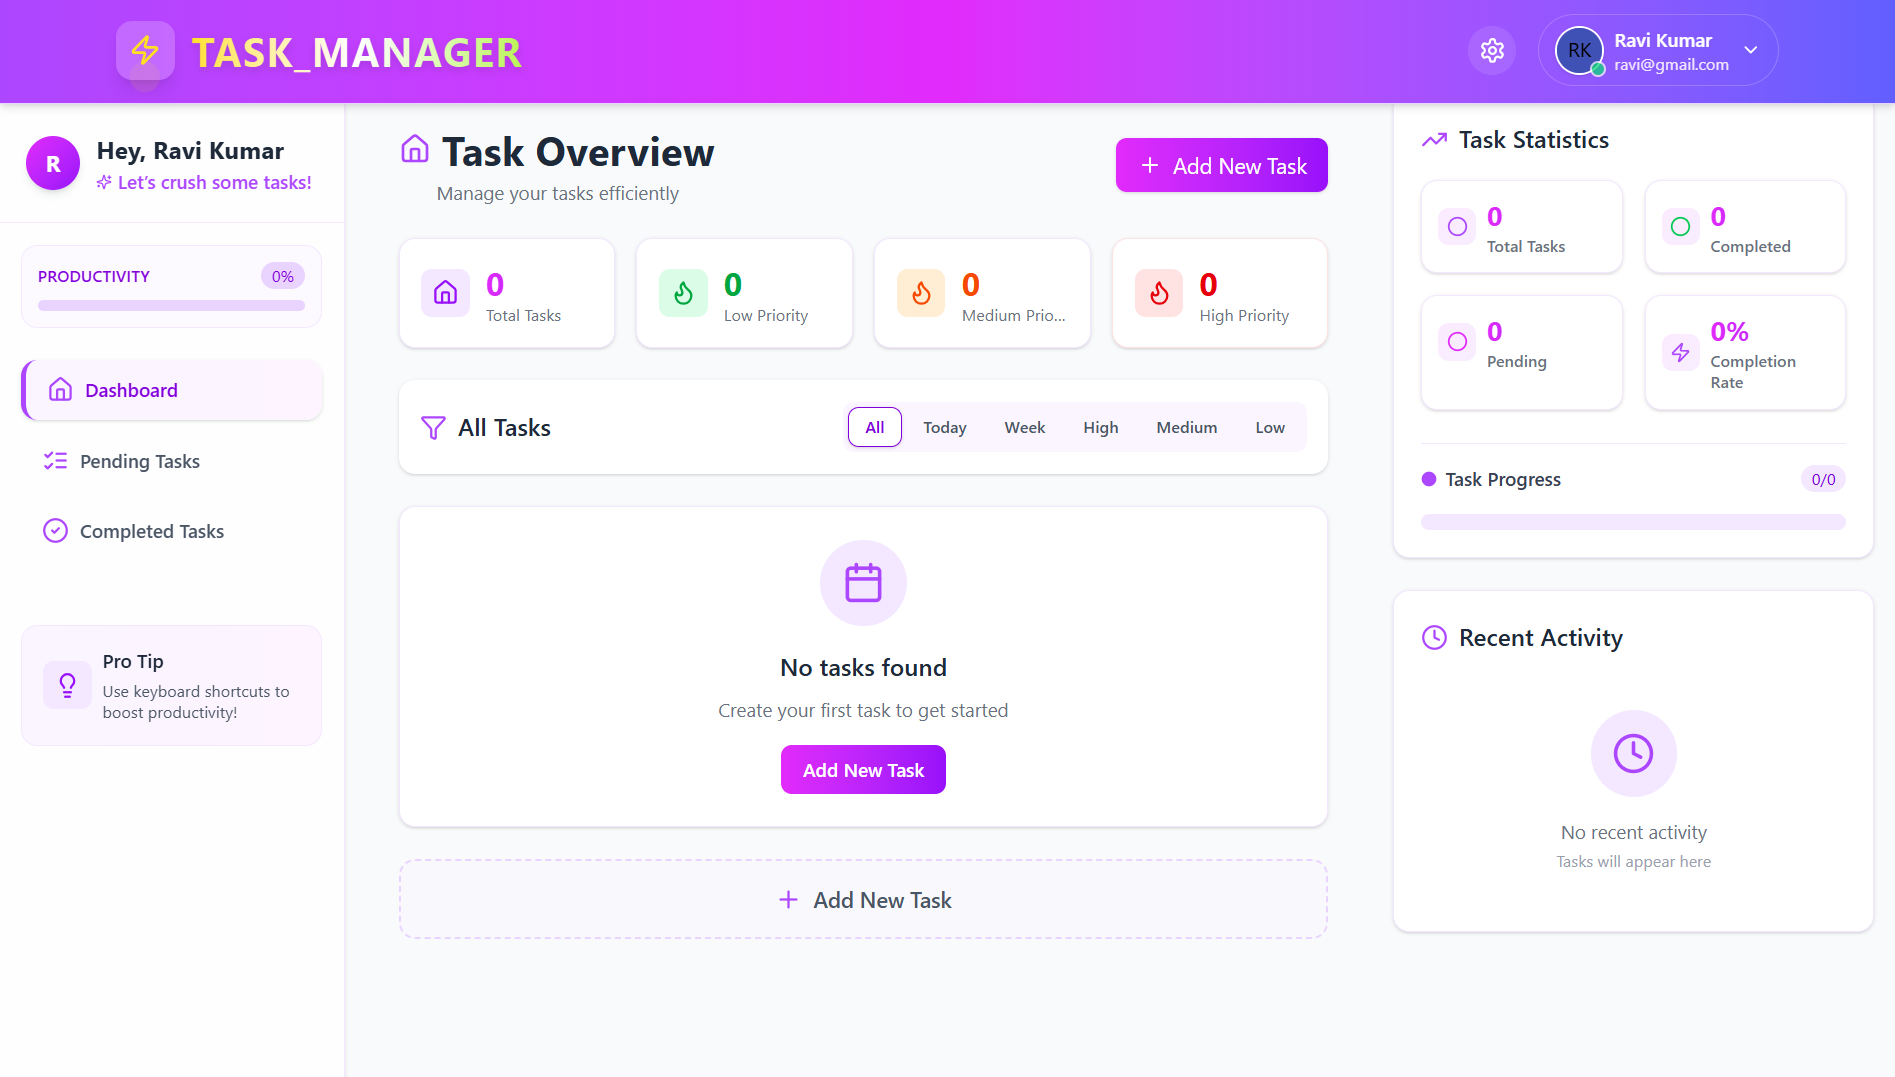 TASK_MANAGER
RK
Ravi Kumar
ravi@gmail.com
R
Hey, Ravi Kumar
Let's crush some tasks!
PRODUCTIVITY
0%
Dashboard
Pending Tasks
Completed Tasks
Pro Tip
Use keyboard shortcuts to
boost productivity!
Task Overview
Manage your tasks efficiently
Add New Task
0
Total Tasks
0
Low Priority
0
Medium Prio...
0
High Priority
All Tasks
All
Today
Week
High
Medium
Low
No tasks found
Create your first task to get started
Add New Task
Add New Task
Task Statistics
0
Total Tasks
0
Completed
0
Pending
0%
Completion
Rate
Task Progress
0/0
Recent Activity
No recent activity
Tasks will appear here